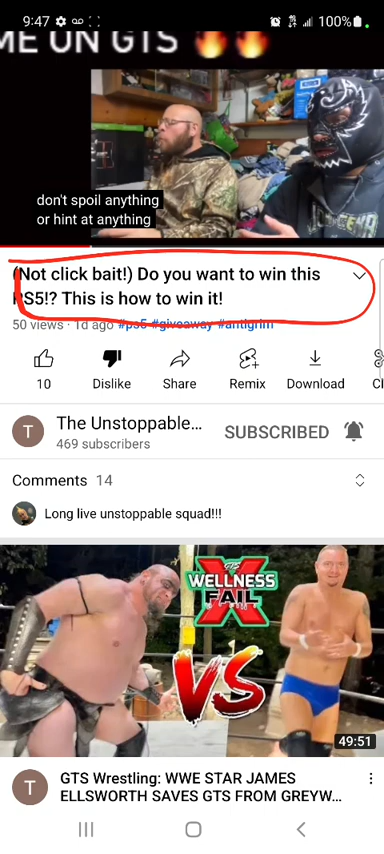 9:47
100%
ME ON GTS 🔥🔥
don't spoil anything
or hint at anything
(Not click bait!) Do you want to win this
PS5!? This is how to win it!
50 views · 1d ago #ps5 #giveaway #antigrim
10
Dislike
Share
Remix
Download
T
The Unstoppable...
469 subscribers
SUBSCRIBED
Comments 14
Long live unstoppable squad!!!
WELLNESS
FAIL
X
VS
49:51
T
GTS Wrestling: WWE STAR JAMES
ELLSWORTH SAVES GTS FROM GREYW...